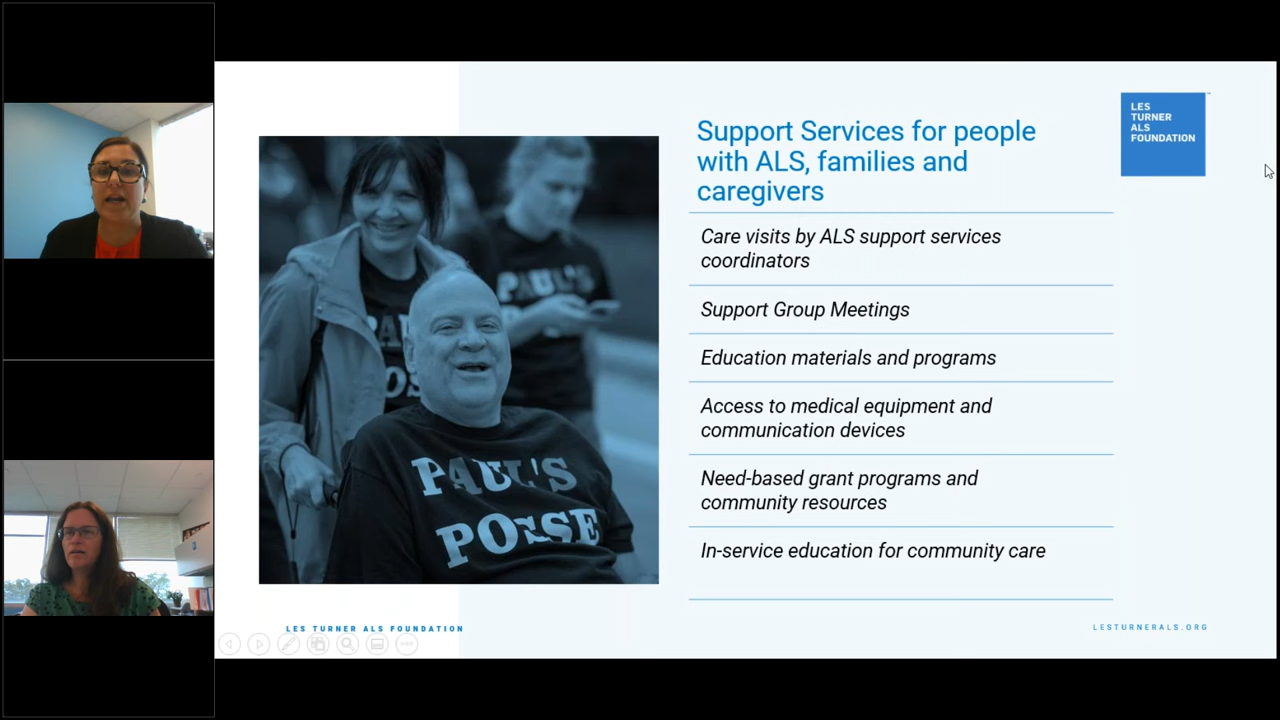 LES
TURNER
ALS
FOUNDATION
Support Services for people
with ALS, families and
caregivers
Care visits by ALS support services
coordinators
Support Group Meetings
Education materials and programs
Access to medical equipment and
communication devices
Need-based grant programs and
community resources
In-service education for community care
PAUL'S
PAUL'S
POSSE
LES TURNER ALS FOUNDATION
LESTURNERALS.ORG